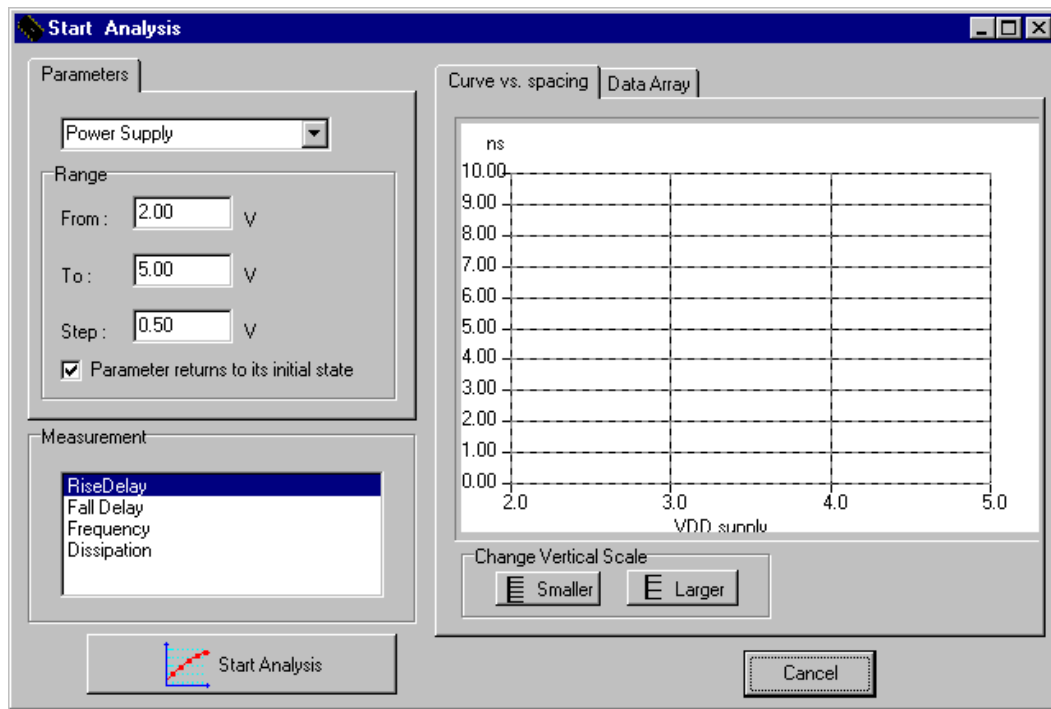 Start Analysis
Parameters
Power Supply
Range
From : 2.00 V
To : 5.00 V
Step : 0.50 V
Parameter returns to its initial state
Measurement
RiseDelay
Fall Delay
Frequency
Dissipation
Start Analysis
Curve vs. spacing Data Array
ns
10.00
9.00
8.00
7.00
6.00
5.00
4.00
3.00
2.00
1.00
0.00
2.0 3.0 4.0 5.0
VDD supply
Change Vertical Scale
Smaller Larger
Cancel